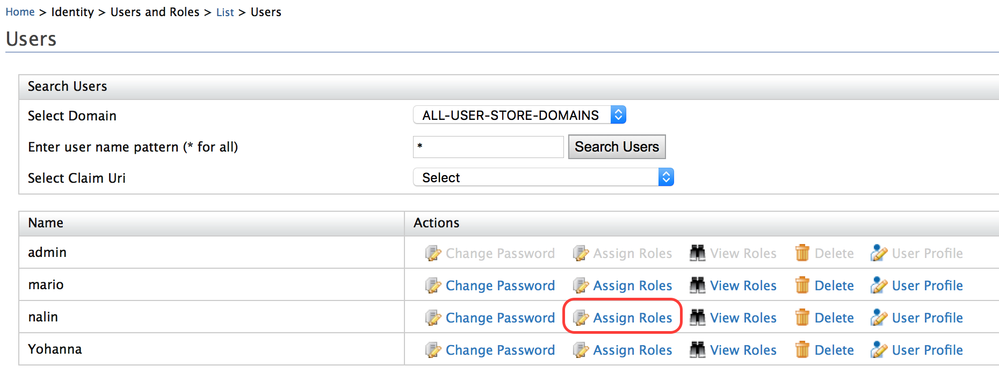 Home > Identity > Users and Roles > List > Users
Users
Search Users
Select Domain ALL-USER-STORE-DOMAINS
Enter user name pattern (* for all) * Search Users
Select Claim Uri Select
Name Actions
admin Change Password Assign Roles View Roles Delete User Profile
mario Change Password Assign Roles View Roles Delete User Profile
nalin Change Password Assign Roles View Roles Delete User Profile
Yohanna Change Password Assign Roles View Roles Delete User Profile